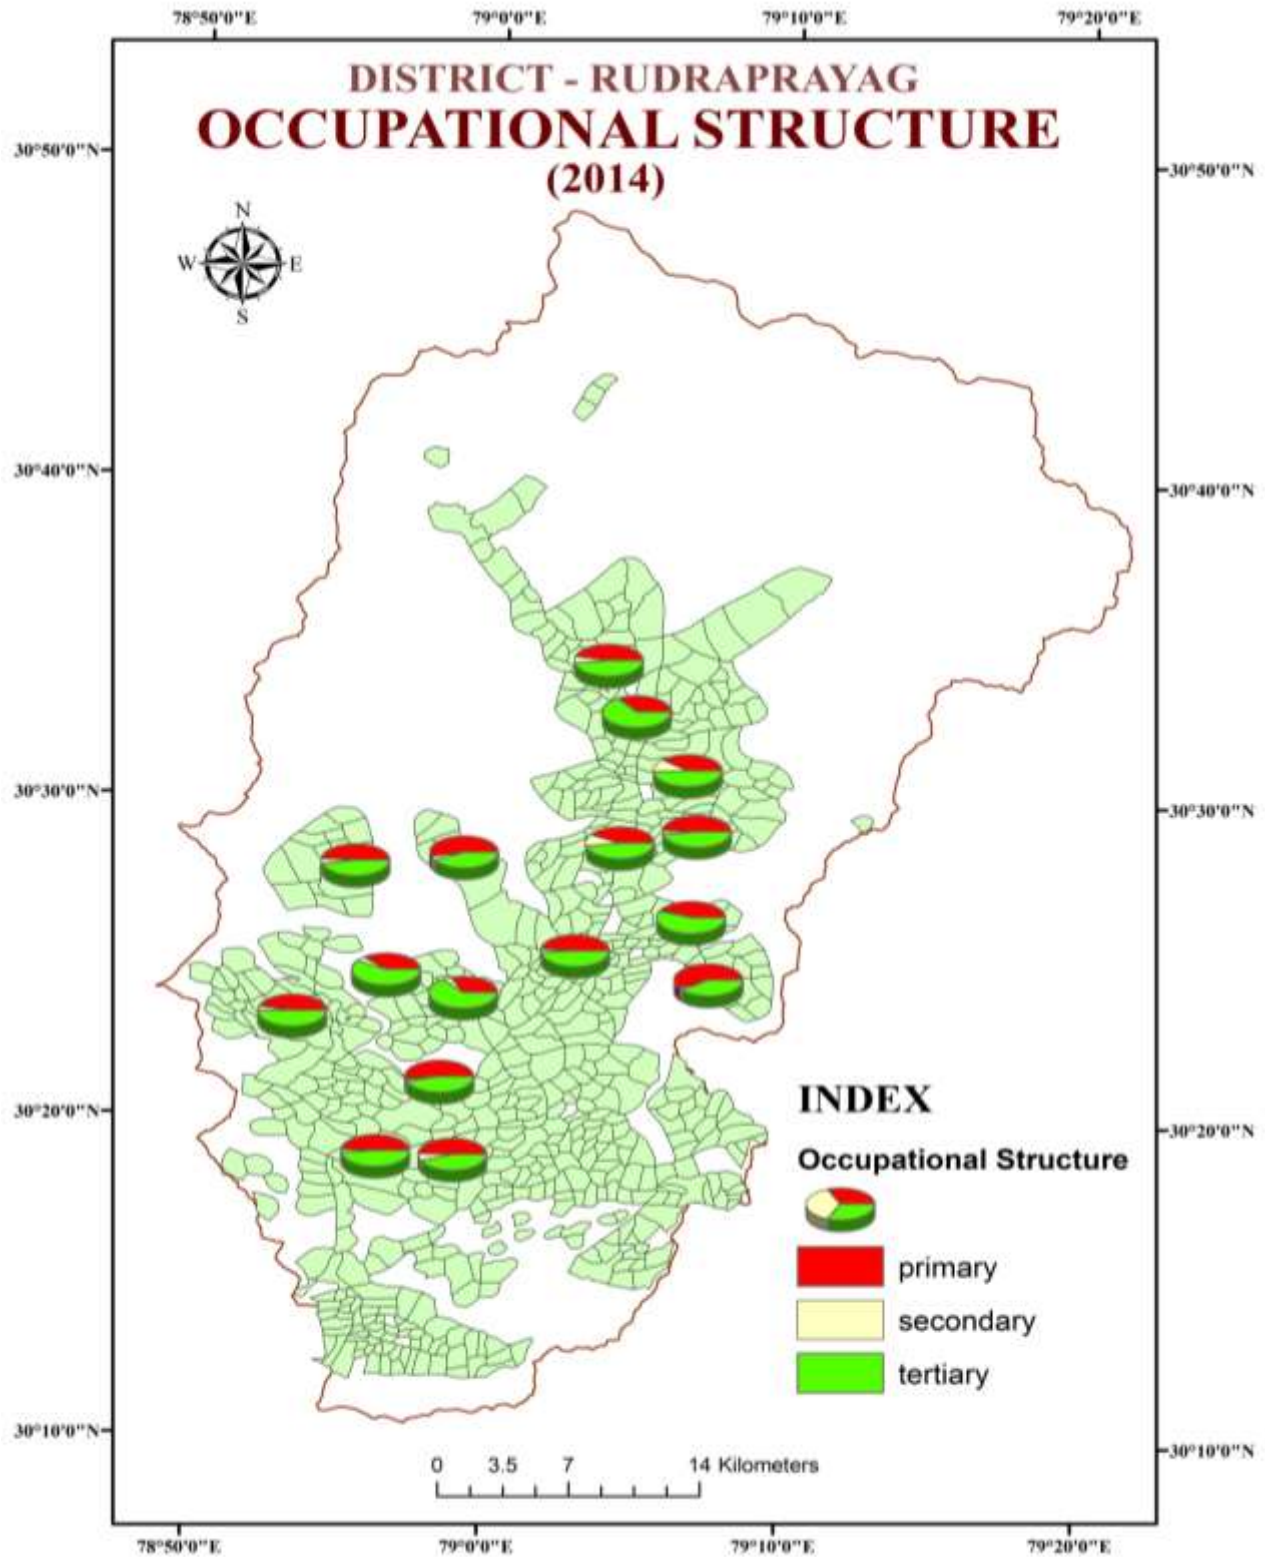 78°50'0"E 79°0'0"E 79°10'0"E 79°20'0"E
DISTRICT - RUDRAPRAYAG
OCCUPATIONAL STRUCTURE
(2014)
30°50'0"N
30°50'0"N
N
W E
S
30°40'0"N
30°40'0"N
30°30'0"N
30°30'0"N
30°20'0"N
30°20'0"N
INDEX
Occupational Structure
primary
secondary
tertiary
30°10'0"N
30°10'0"N
0 3.5 7 14 Kilometers
78°50'0"E 79°0'0"E 79°10'0"E 79°20'0"E